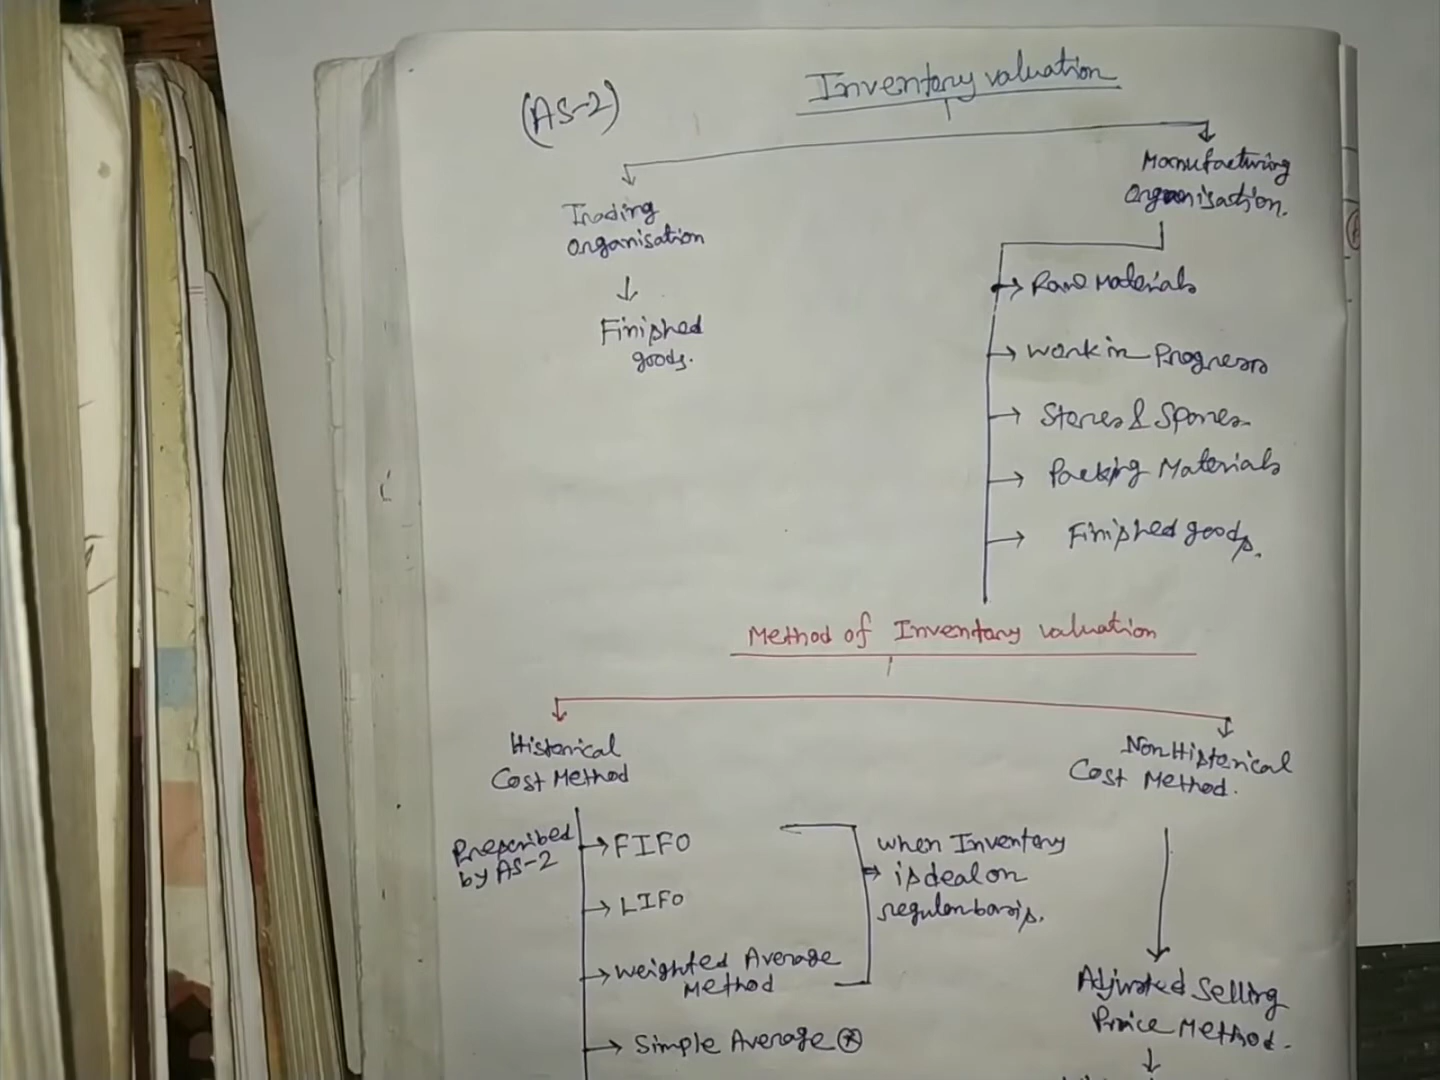 (AS-2)
Inventory valuation
Trading
organisation
Finished
goods.
Manufacturing
organisation.
Raw Materials
Work in Progress
Stores & Spares
Packing Materials
Finished goods.
Method of Inventory valuation
Historical
Cost Method
Prescribed
by AS-2
FIFO
LIFO
Weighted Average
Method
Simple Average
when Inventory
is deal on
regular basis.
Non Historical
Cost Method.
Adjusted Selling
Price Method.